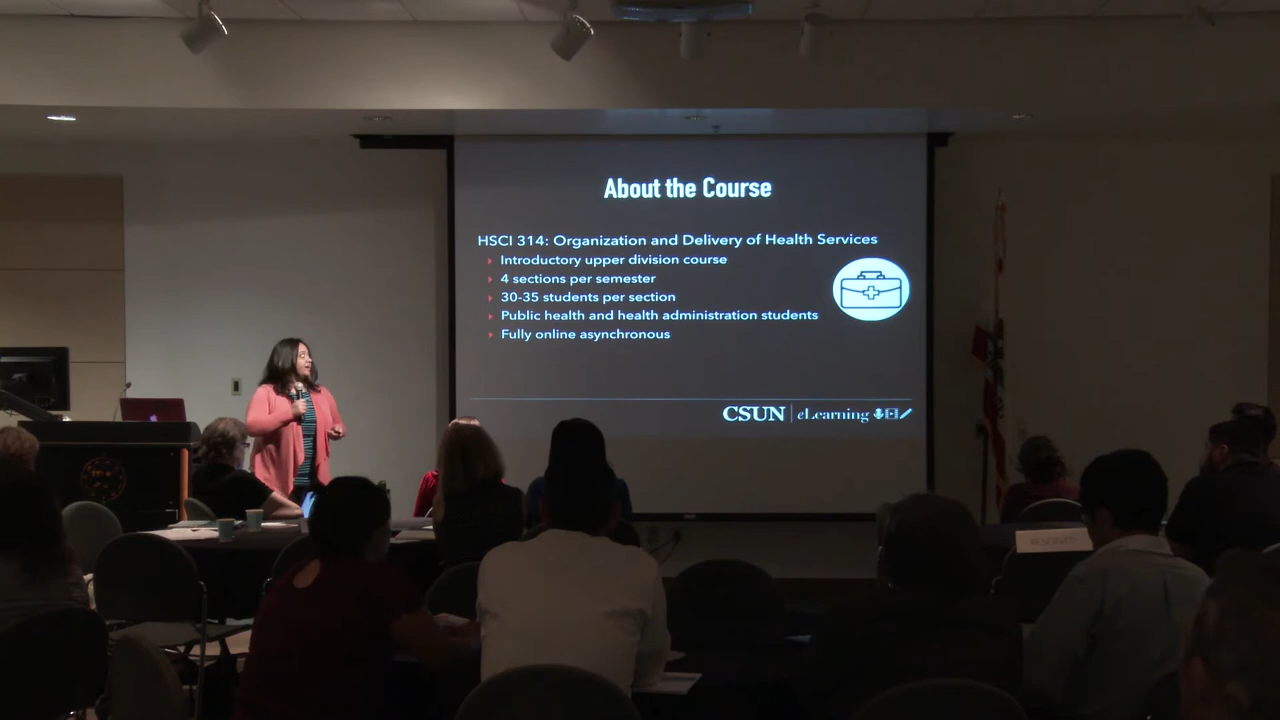 About the Course
HSCI 314: Organization and Delivery of Health Services
Introductory upper division course
4 sections per semester
30-35 students per section
Public health and health administration students
Fully online asynchronous
CSUN | eLearning
RESERVED